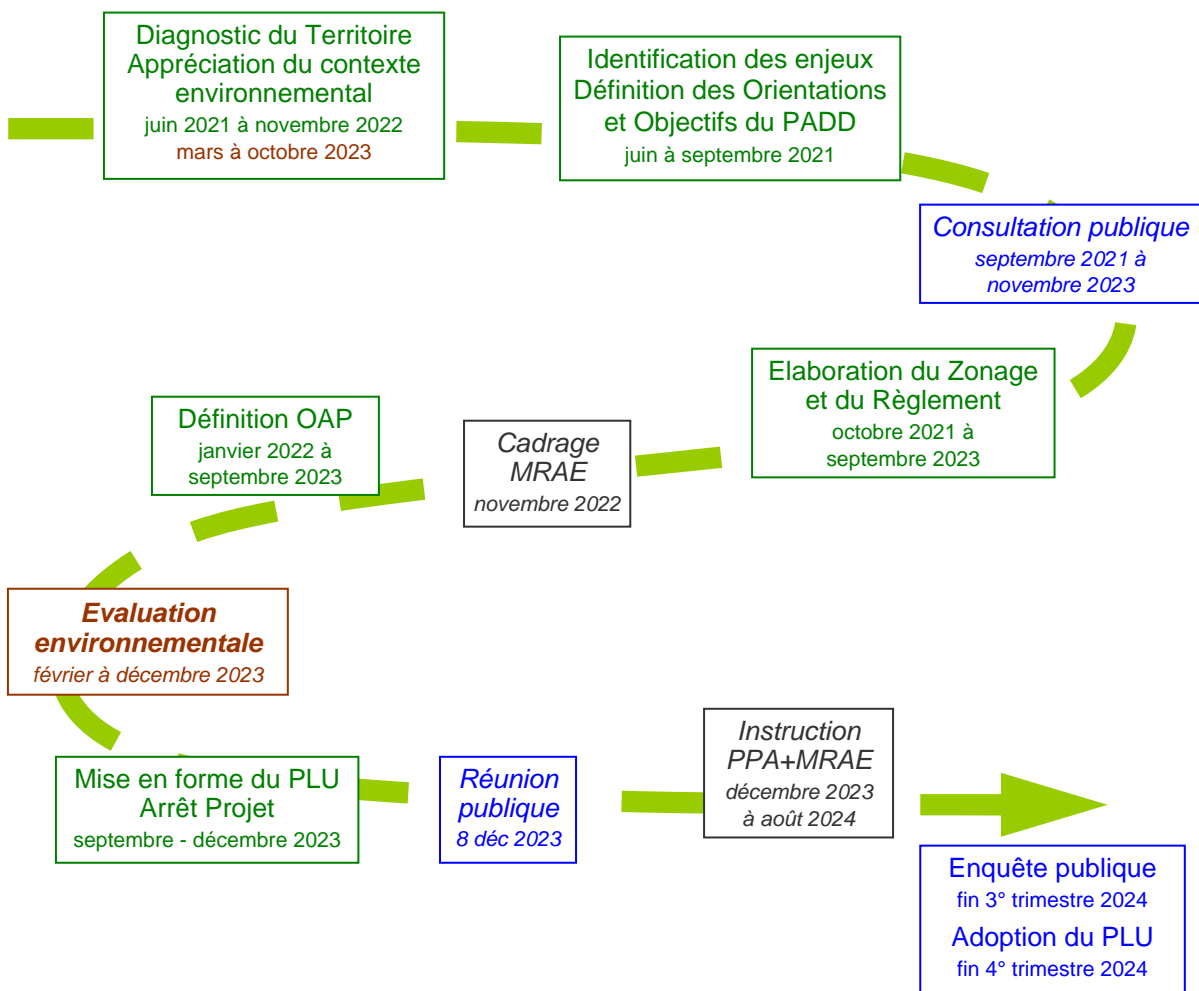 Diagnostic du Territoire
Appréciation du contexte
environnemental
juin 2021 à novembre 2022
mars à octobre 2023
Identification des enjeux
Définition des Orientations
et Objectifs du PADD
juin à septembre 2021
Consultation publique
septembre 2021 à
novembre 2023
Elaboration du Zonage
et du Règlement
octobre 2021 à
septembre 2023
Cadrage
MRAE
novembre 2022
Définition OAP
janvier 2022 à
septembre 2023
Evaluation
environnementale
février à décembre 2023
Mise en forme du PLU
Arrêt Projet
septembre - décembre 2023
Réunion
publique
8 déc 2023
Instruction
PPA+MRAE
décembre 2023
à août 2024
Enquête publique
fin 3° trimestre 2024
Adoption du PLU
fin 4° trimestre 2024